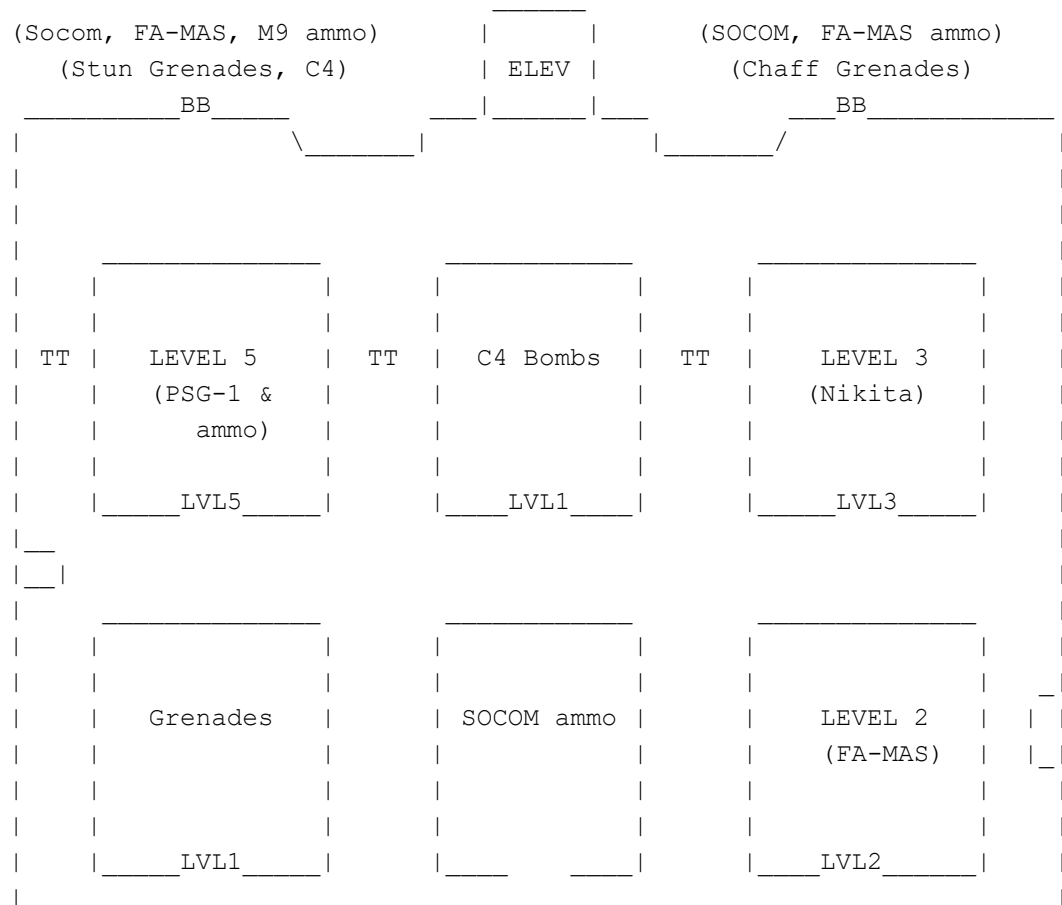 (Socom, FA-MAS, M9 ammo) (SOCOM, FA-MAS ammo)
(Stun Grenades, C4) ELEV (Chaff Grenades)
BB BB
TT LEVEL 5 TT C4 Bombs TT LEVEL 3
(PSG-1 & (Nikita)
ammo)
LVL5 LVL1 LVL3
Grenades SOCOM ammo LEVEL 2
(FA-MAS)
LVL1 LVL2